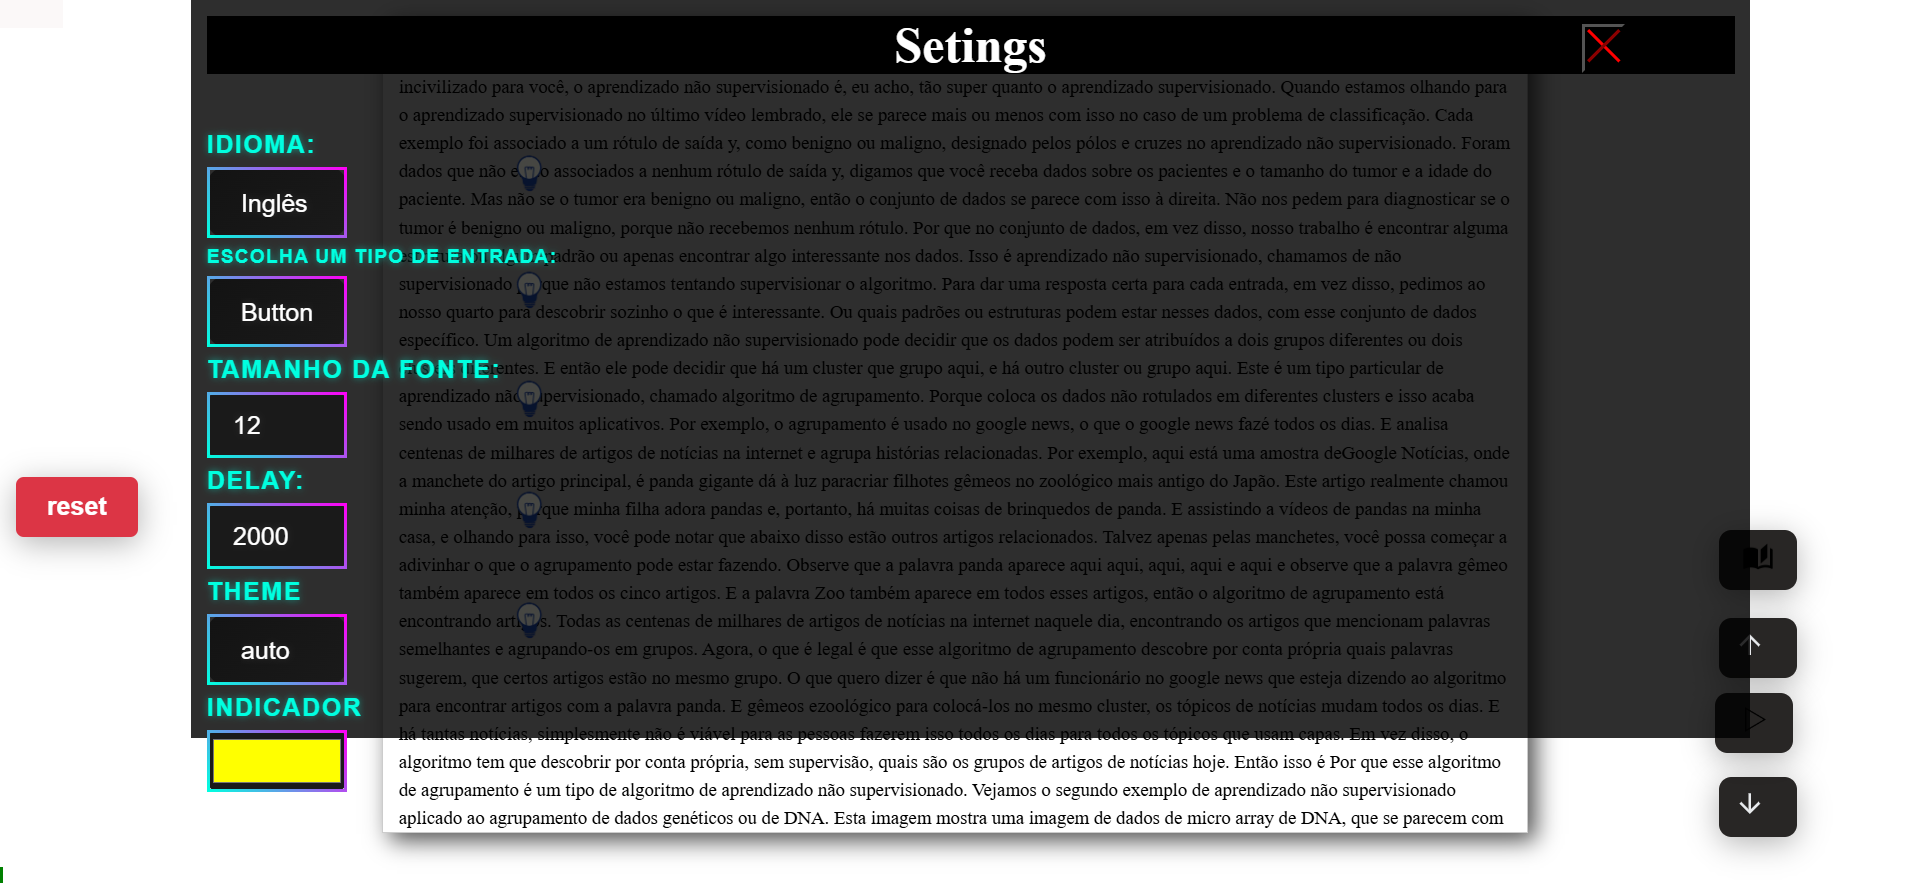 Setings
incivilizado para você, o aprendizado não supervisionado é, eu acho, tão super quanto o aprendizado supervisionado. Quando estamos olhando para
o aprendizado supervisionado no último vídeo lembrado, ele se parece mais ou menos com isso no caso de um problema de classificação. Cada
IDIOMA:
exemplo foi associado a um rótulo de saída y, como benigno ou maligno, designado pelos pólos e cruzes no aprendizado não supervisionado. Foram
dados que não o associados a nenhum rótulo de saída y, digamos que você receba dados sobre os pacientes e o tamanho do tumor e a idade do
paciente. Mas não se o tumor era benigno ou maligno, então o conjunto de dados se parece com isso à direita. Não nos pedem para diagnosticar se o
Inglês
tumor é benigno ou maligno, porque não recebemos nenhum rótulo. Por que no conjunto de dados, em vez disso, nosso trabalho é encontrar alguma
ESCOLHA UM TIPO DE ENTRADA:
ou apenas encontrar algo interessante nos dados. Isso é aprendizado não supervisionado, chamamos de não
supervisionado que não estamos tentando supervisionar o algoritmo. Para dar uma resposta certa para cada entrada, em vez disso, pedimos ao
Button
nosso quarto para descobrir sozinho o que é interessante. Ou quais padrões ou estruturas podem estar nesses dados, com esse conjunto de dados
específico. Um algoritmo de aprendizado não supervisionado pode decidir que os dados podem ser atribuídos a dois grupos diferentes ou dois
TAMANHO DA FONTE:
E então ele pode decidir que há um cluster que grupo aqui, e há outro cluster ou grupo aqui. Este é um tipo particular de
aprendizado chamado algoritmo de agrupamento. Porque coloca os dados não rotulados em diferentes clusters e isso acaba
12
sendo usado em muitos aplicativos. Por exemplo, o agrupamento é usado no google news, o que o google news fazé todos os dias. E analisa
centenas de milhares de artigos de notícias na internet e agrupa histórias relacionadas. Por exemplo, aqui está uma amostra deGoogle Notícias, onde
DELAY:
a manchete do artigo principal, é panda gigante dá à luz paracriar filhotes gêmeos no zoológico mais antigo do Japão. Este artigo realmente chamou
reset
minha atenção, que minha filha adora pandas e, portanto, há muitas coisas de brinquedos de panda. E assistindo a vídeos de pandas na minha
2000
casa, e olhando para isso, você pode notar que abaixo disso estão outros artigos relacionados. Talvez apenas pelas manchetes, você possa começar a
adivinhar o que o agrupamento pode estar fazendo. Observe que a palavra panda aparece aqui aqui, aqui, aqui e aqui e observe que a palavra gêmeo
THEME
também aparece em todos os cinco artigos. E a palavra Zoo também aparece em todos esses artigos, então o algoritmo de agrupamento está
encontrando Todas as centenas de milhares de artigos de notícias na internet naquele dia, encontrando os artigos que mencionam palavras
auto
semelhantes e agrupando-os em grupos. Agora, o que é legal é que esse algoritmo de agrupamento descobre por conta própria quais palavras
sugerem, que certos artigos estão no mesmo grupo. O que quero dizer é que não há um funcionário no google news que esteja dizendo ao algoritmo
INDICADOR
para encontrar artigos com a palavra panda. E gêmeos ezoológico para colocá-los no mesmo cluster, os tópicos de notícias mudam todos os dias. E
há tantas notícias, simplesmente não é viável para as pessoas fazerem isso todos os dias para todos os tópicos que usam capas. Em vez disso, o
algoritmo tem que descobrir por conta própria, sem supervisão, quais são os grupos de artigos de notícias hoje. Então isso é Por que esse algoritmo
de agrupamento é um tipo de algoritmo de aprendizado não supervisionado. Vejamos o segundo exemplo de aprendizado não supervisionado
aplicado ao agrupamento de dados genéticos ou de DNA. Esta imagem mostra uma imagem de dados de micro array de DNA, que se parecem com